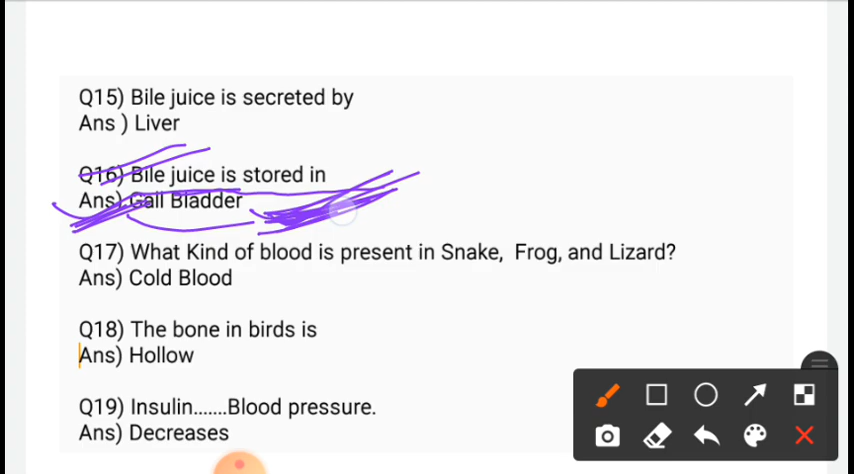 Q15) Bile juice is secreted by
Ans ) Liver
Q16) Bile juice is stored in
Ans) Gall Bladder
Q17) What Kind of blood is present in Snake, Frog, and Lizard?
Ans) Cold Blood
Q18) The bone in birds is
Ans) Hollow
Q19) Insulin.......Blood pressure.
Ans) Decreases